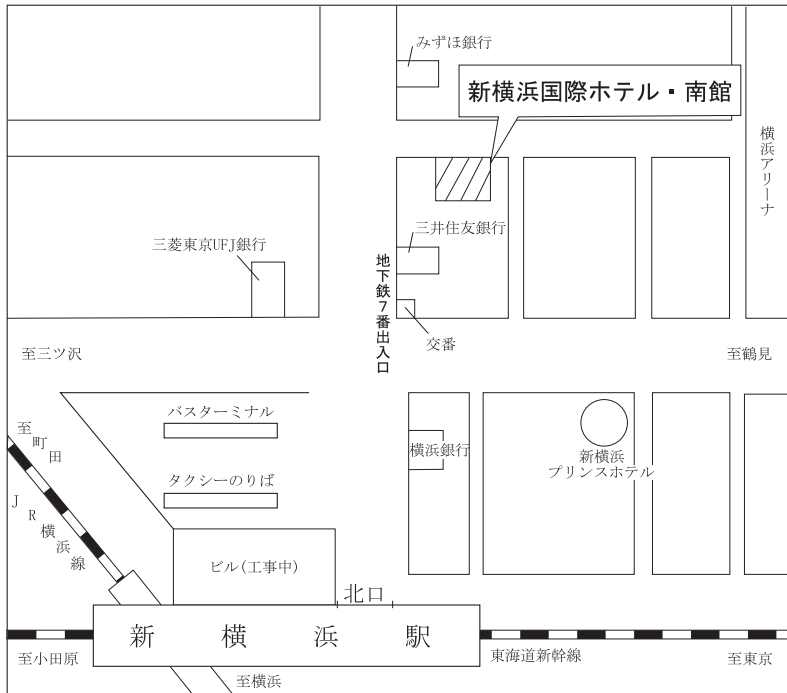 みずほ銀行
新横浜国際ホテル・南館
横浜アリーナ
三井住友銀行
三菱東京UFJ銀行
地下鉄7番出入口
交番
至三ツ沢
至鶴見
バスターミナル
至町田
横浜銀行
新横浜
プリンスホテル
タクシーのりば
JR横浜線
ビル(工事中)
北口
新横浜駅
至小田原
東海道新幹線
至東京
至横浜